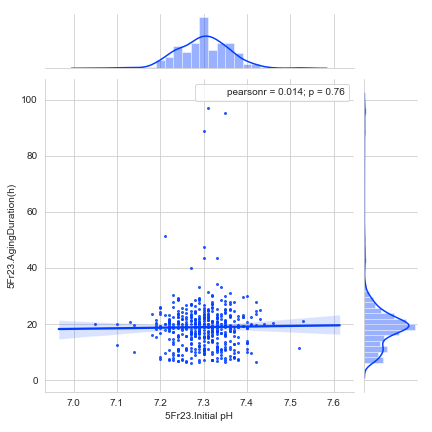 pearsonr = 0.014; p = 0.76
100
80
60
40
20
0
5Fr23.AgingDuration(h)
7.0 7.1 7.2 7.3 7.4 7.5 7.6
5Fr23.Initial pH